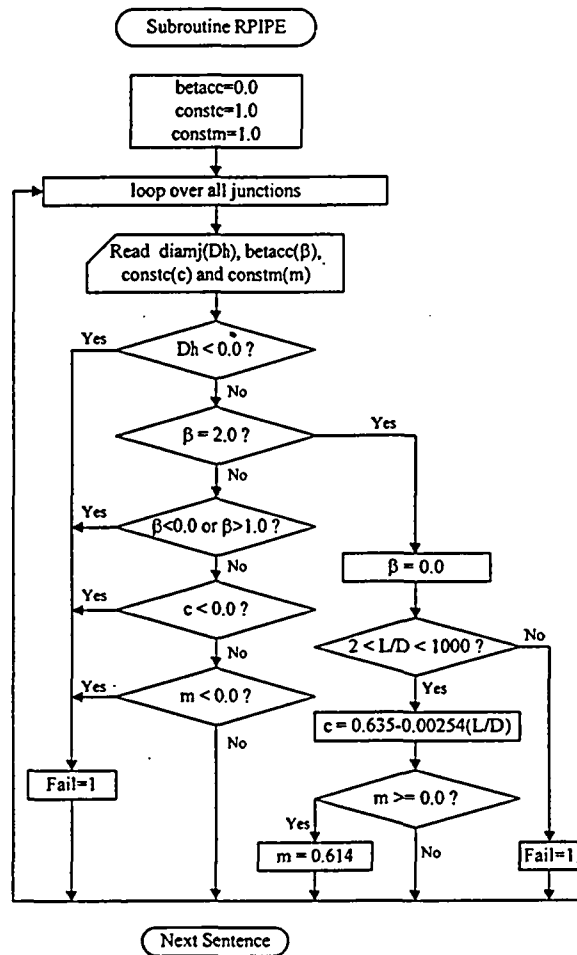 Subroutine RPIPE
betacc=0.0
constc=1.0
constm=1.0
loop over all junctions
Read diamj(Dh), betacc(β),
constc(c) and constm(m)
Yes
Dh < 0.0 ?
No
β = 2.0 ?
Yes
No
Yes
β<0.0 or β>1.0 ?
No
β = 0.0
Yes
c < 0.0 ?
No
2 < L/D < 1000 ?
No
Yes
Yes
m < 0.0 ?
No
c = 0.635-0.00254(L/D)
Fail=1
m >= 0.0 ?
Yes
No
m = 0.614
Fail=1
Next Sentence